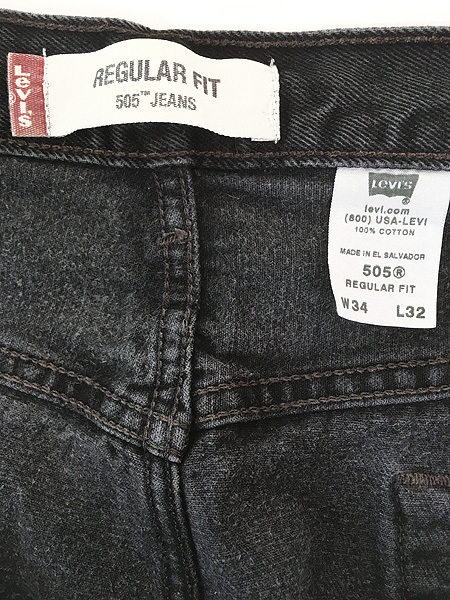 Levi's
REGULAR FIT
505™ JEANS
Levi's
®
levi.com
(800) USA-LEVI
100% COTTON
MADE IN EL SALVADOR
505®
REGULAR FIT
W34 L32